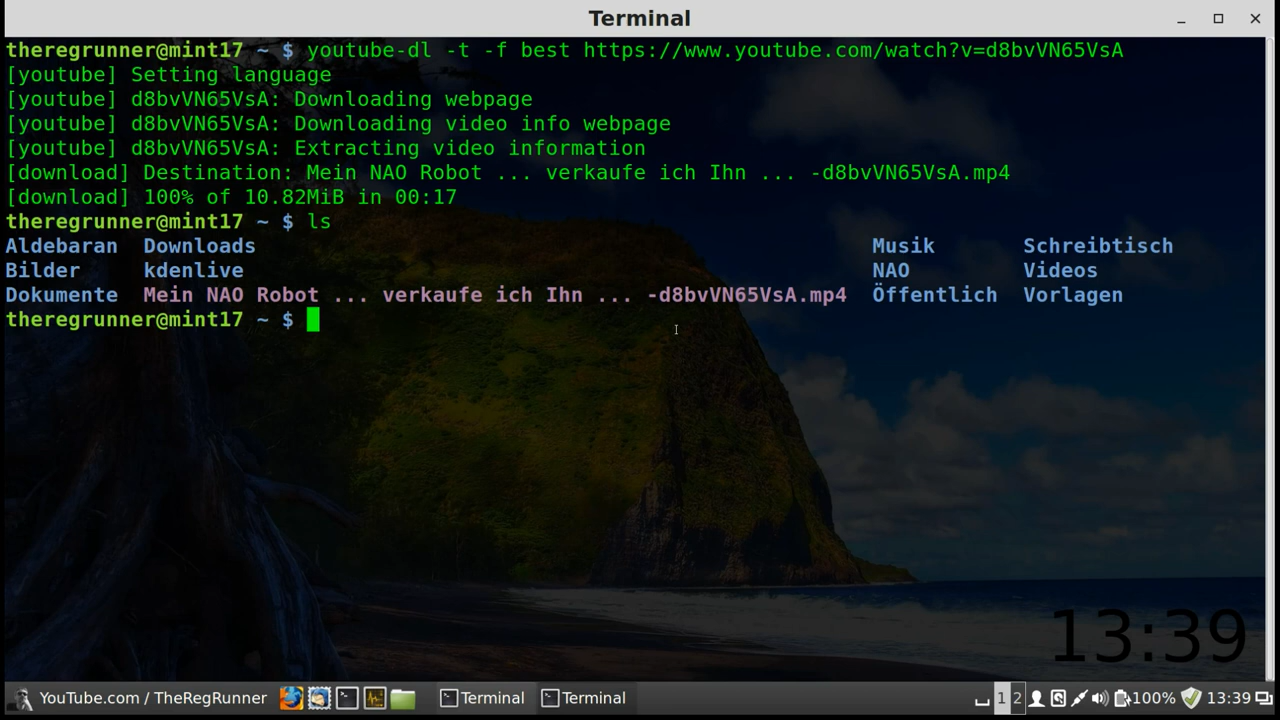 Terminal
theregrunner@mint17 ~ $ youtube-dl -t -f best https://www.youtube.com/watch?v=d8bvVN65VsA
[youtube] Setting language
[youtube] d8bvVN65VsA: Downloading webpage
[youtube] d8bvVN65VsA: Downloading video info webpage
[youtube] d8bvVN65VsA: Extracting video information
[download] Destination: Mein NAO Robot ... verkaufe ich Ihn ... -d8bvVN65VsA.mp4
[download] 100% of 10.82MiB in 00:17
theregrunner@mint17 ~ $ ls
Aldebaran Downloads Musik Schreibtisch
Bilder kdenlive NAO Videos
Dokumente Mein NAO Robot ... verkaufe ich Ihn ... -d8bvVN65VsA.mp4 Öffentlich Vorlagen
theregrunner@mint17 ~ $
13:39
YouTube.com / TheRegRunner Terminal Terminal 1 2 100% 13:39